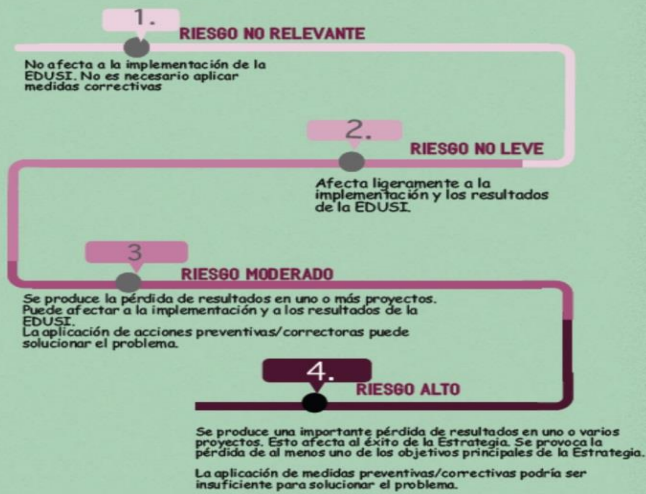 1.
RIESGO NO RELEVANTE
No afecta a la implementación de la
EDUSI. No es necesario aplicar
medidas correctivas
2.
RIESGO NO LEVE
Afecta ligeramente a la
implementación y los resultados
de la EDUSI.
3
RIESGO MODERADO
Se produce la pérdida de resultados en uno o más proyectos.
Puede afectar a la implementación y a los resultados de la
EDUSI.
La aplicación de acciones preventivas/correctoras puede
solucionar el problema.
4.
RIESGO ALTO
Se produce una importante pérdida de resultados en uno o varios
proyectos. Esto afecta al éxito de la Estrategia. Se provoca la
pérdida de al menos uno de los objetivos principales de la Estrategia.
La aplicación de medidas preventivas/correctivas podría ser
insuficiente para solucionar el problema.